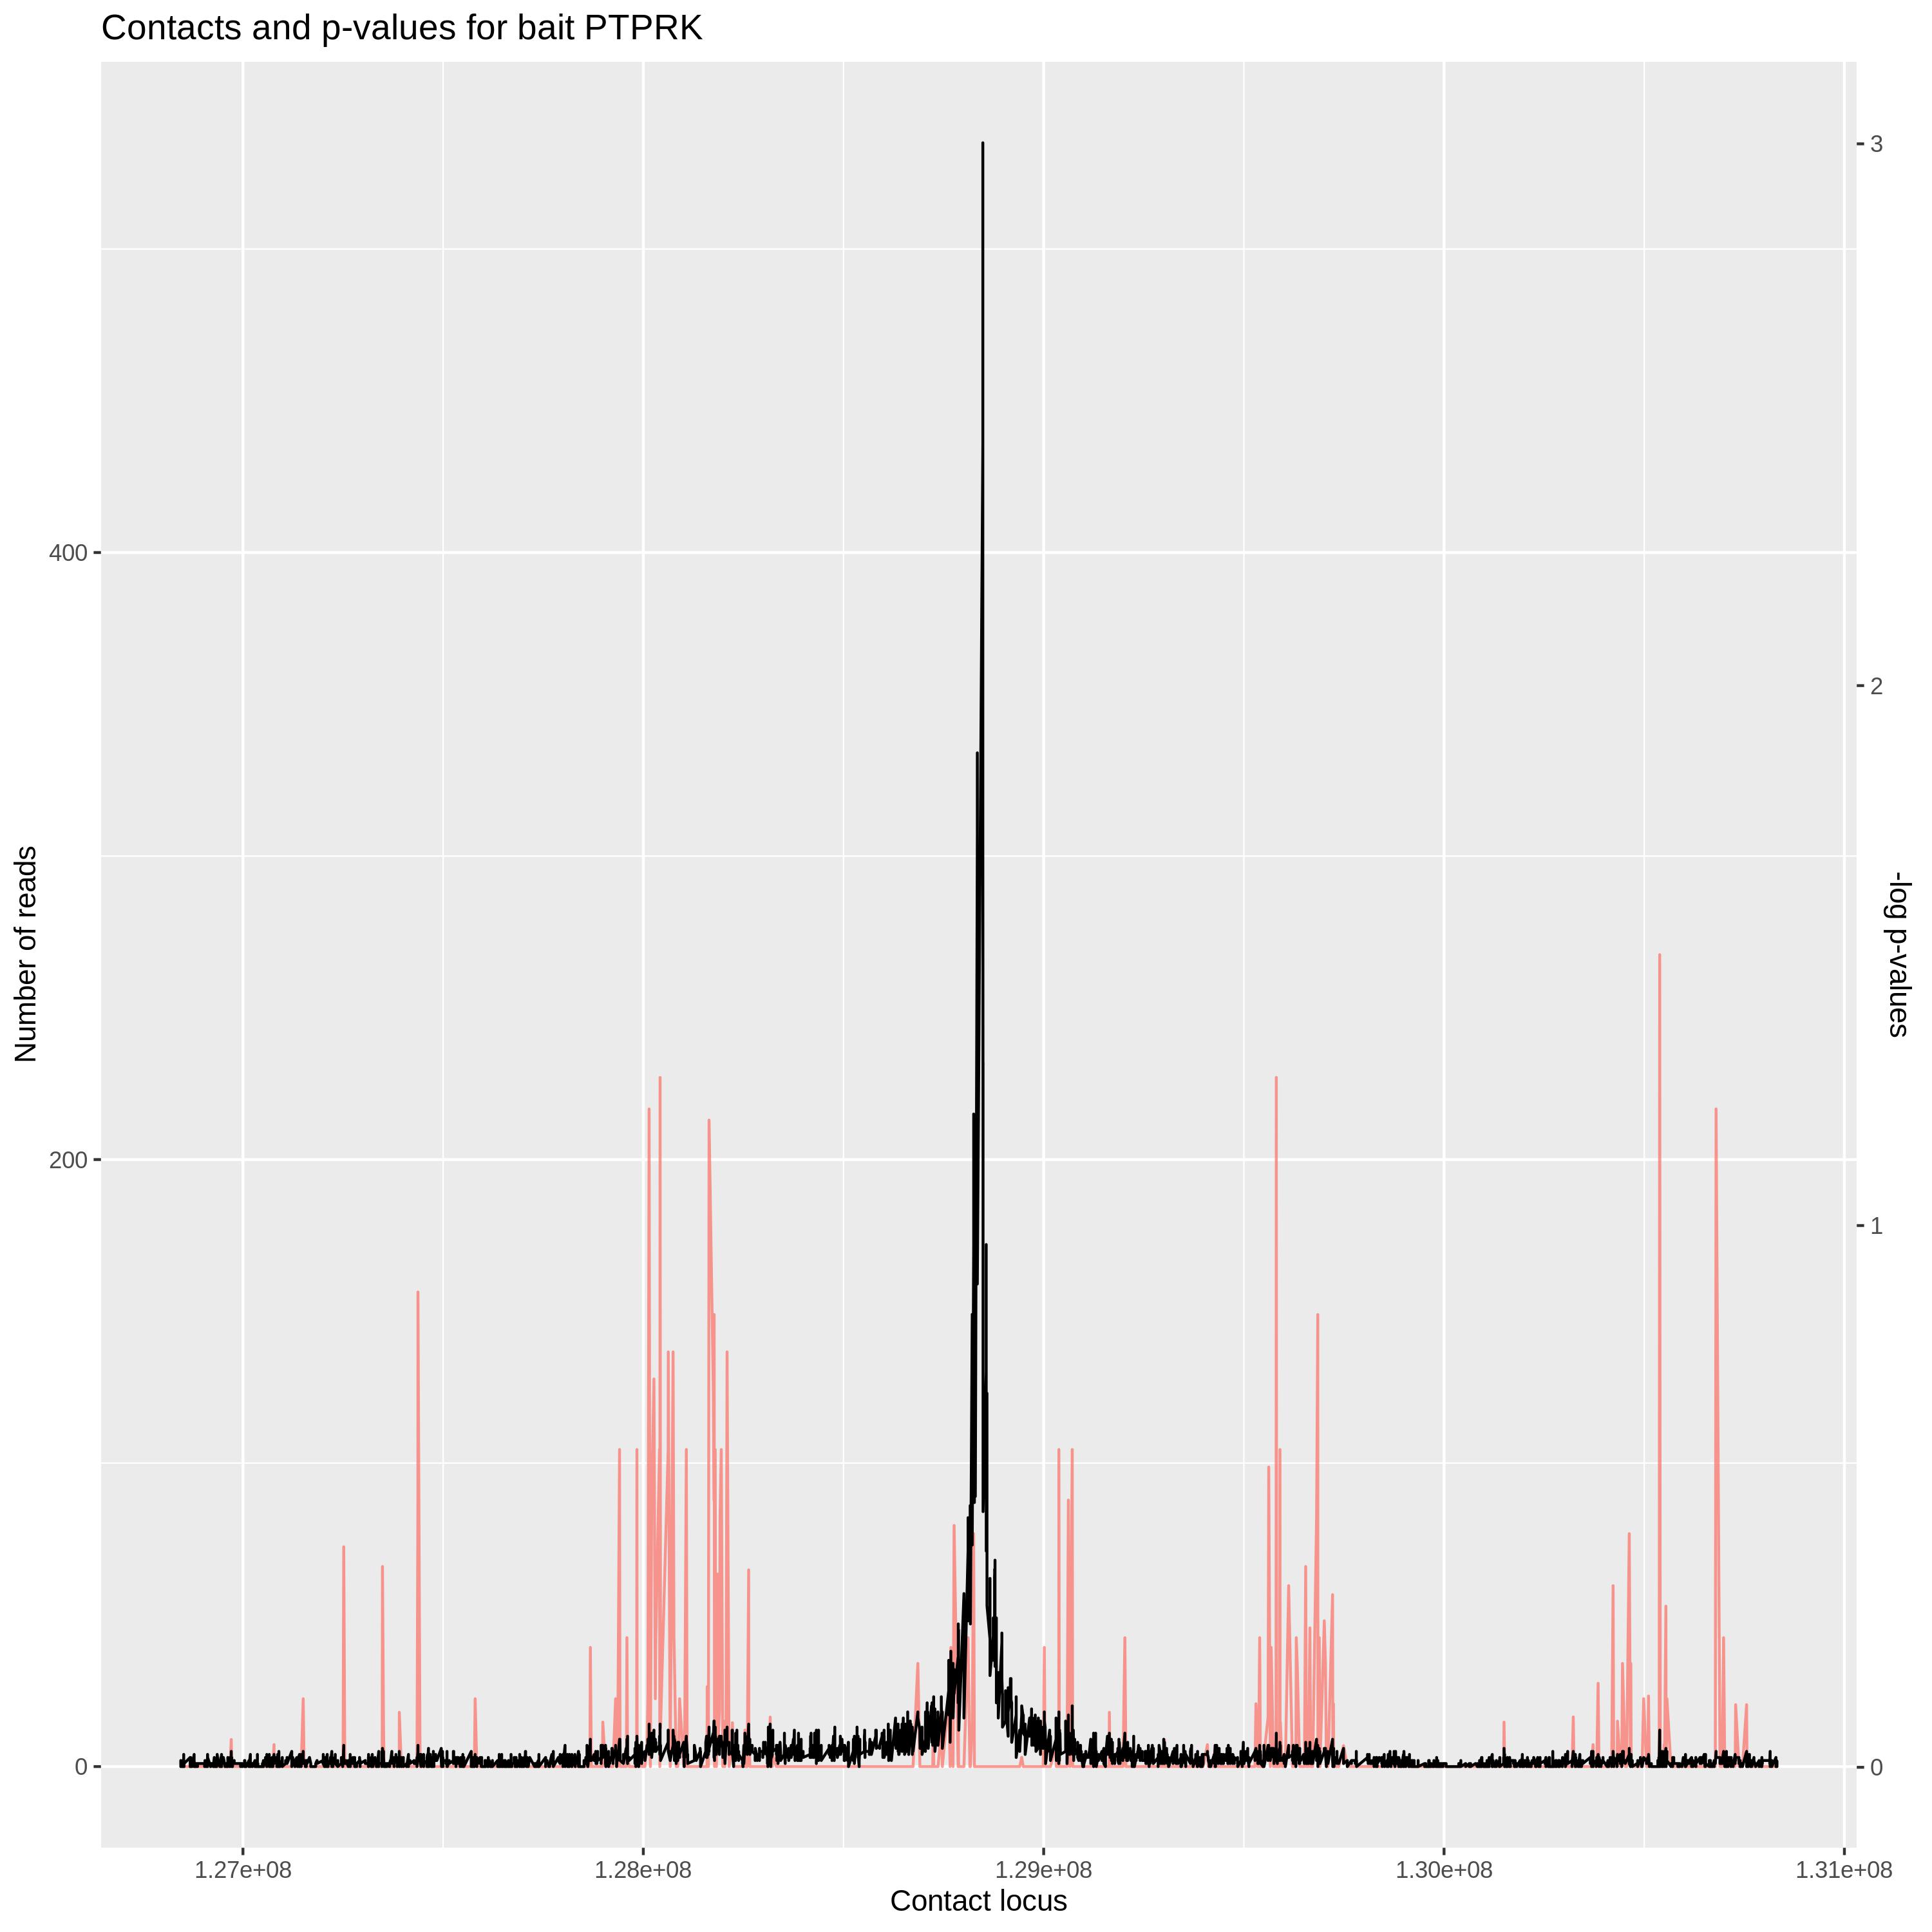 Contacts and p-values for bait PTPRK
Number of reads
400
200
0
3
2
1
0
-log p-values
1.27e+08
1.28e+08
1.29e+08
1.30e+08
1.31e+08
Contact locus